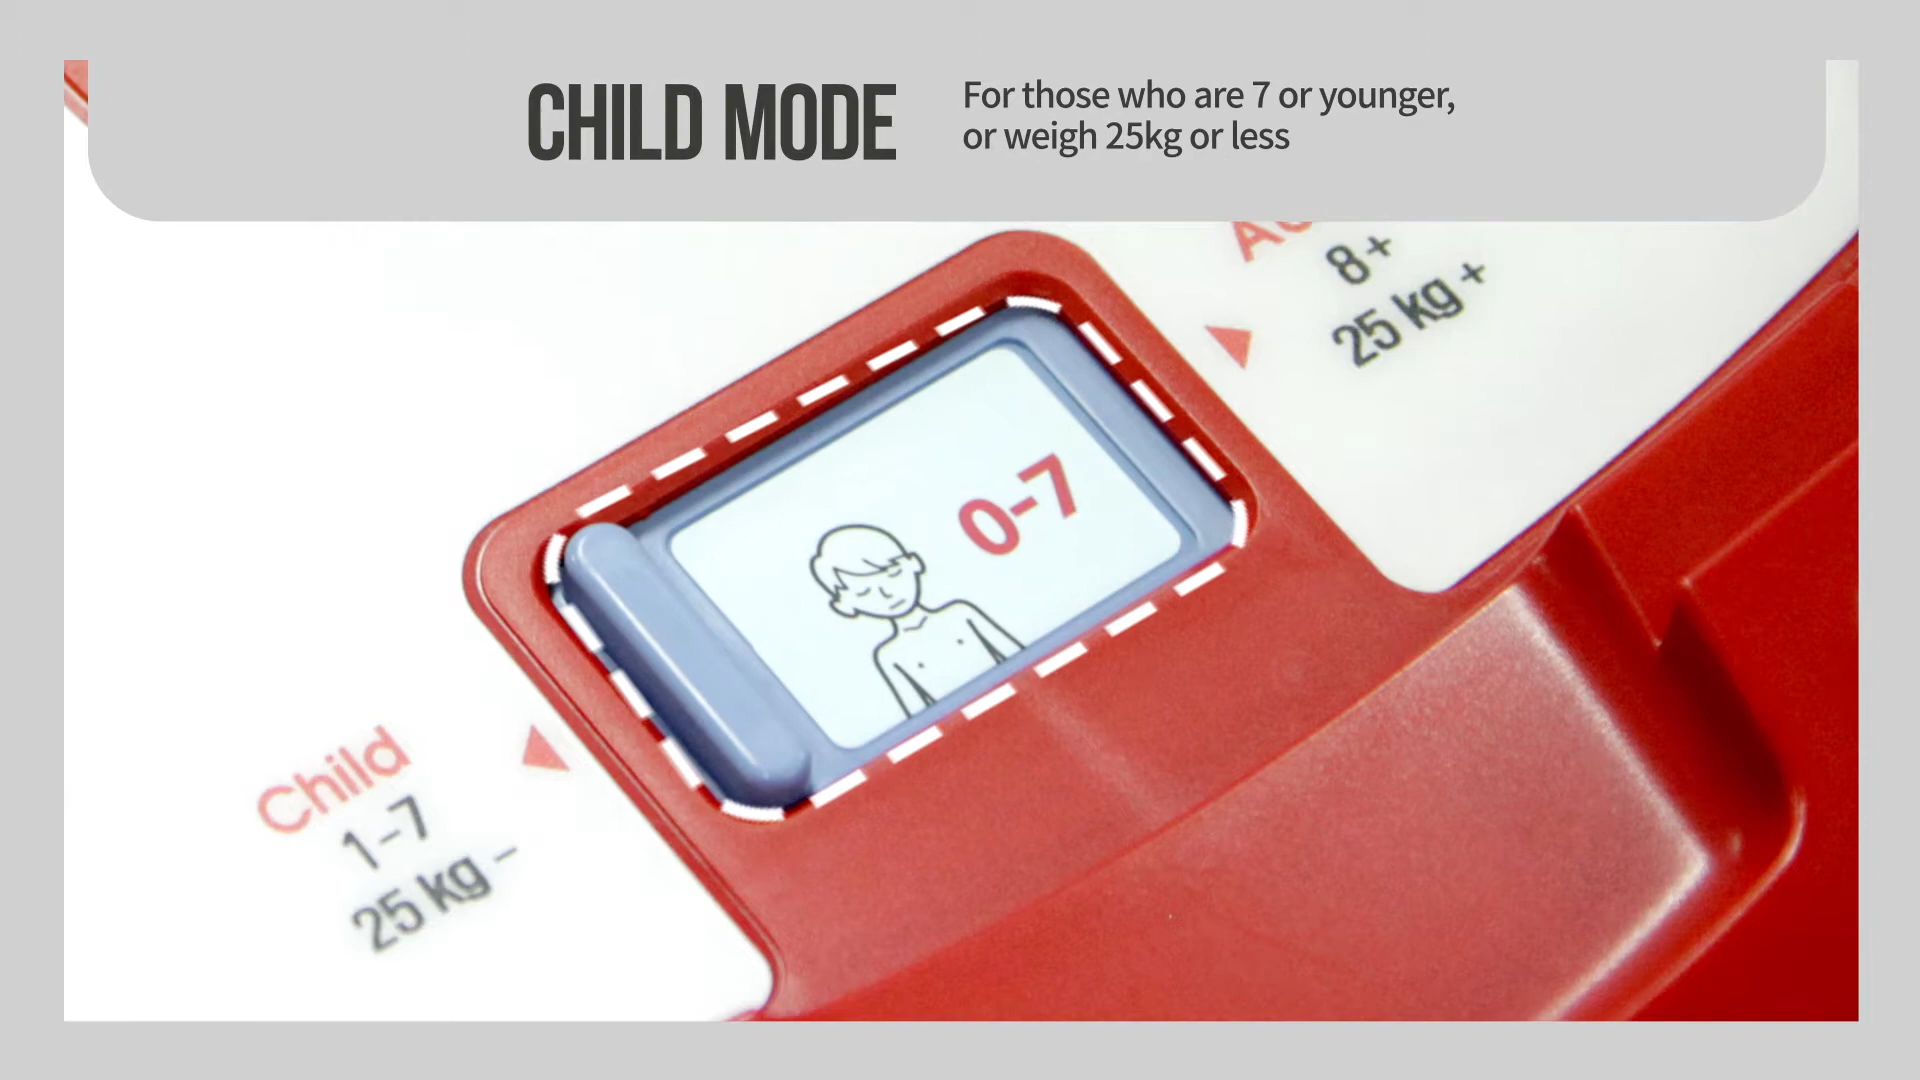 CHILD MODE
For those who are 7 or younger,
or weigh 25kg or less
8+
25 kg +
0-7
Child
1-7
25 kg -